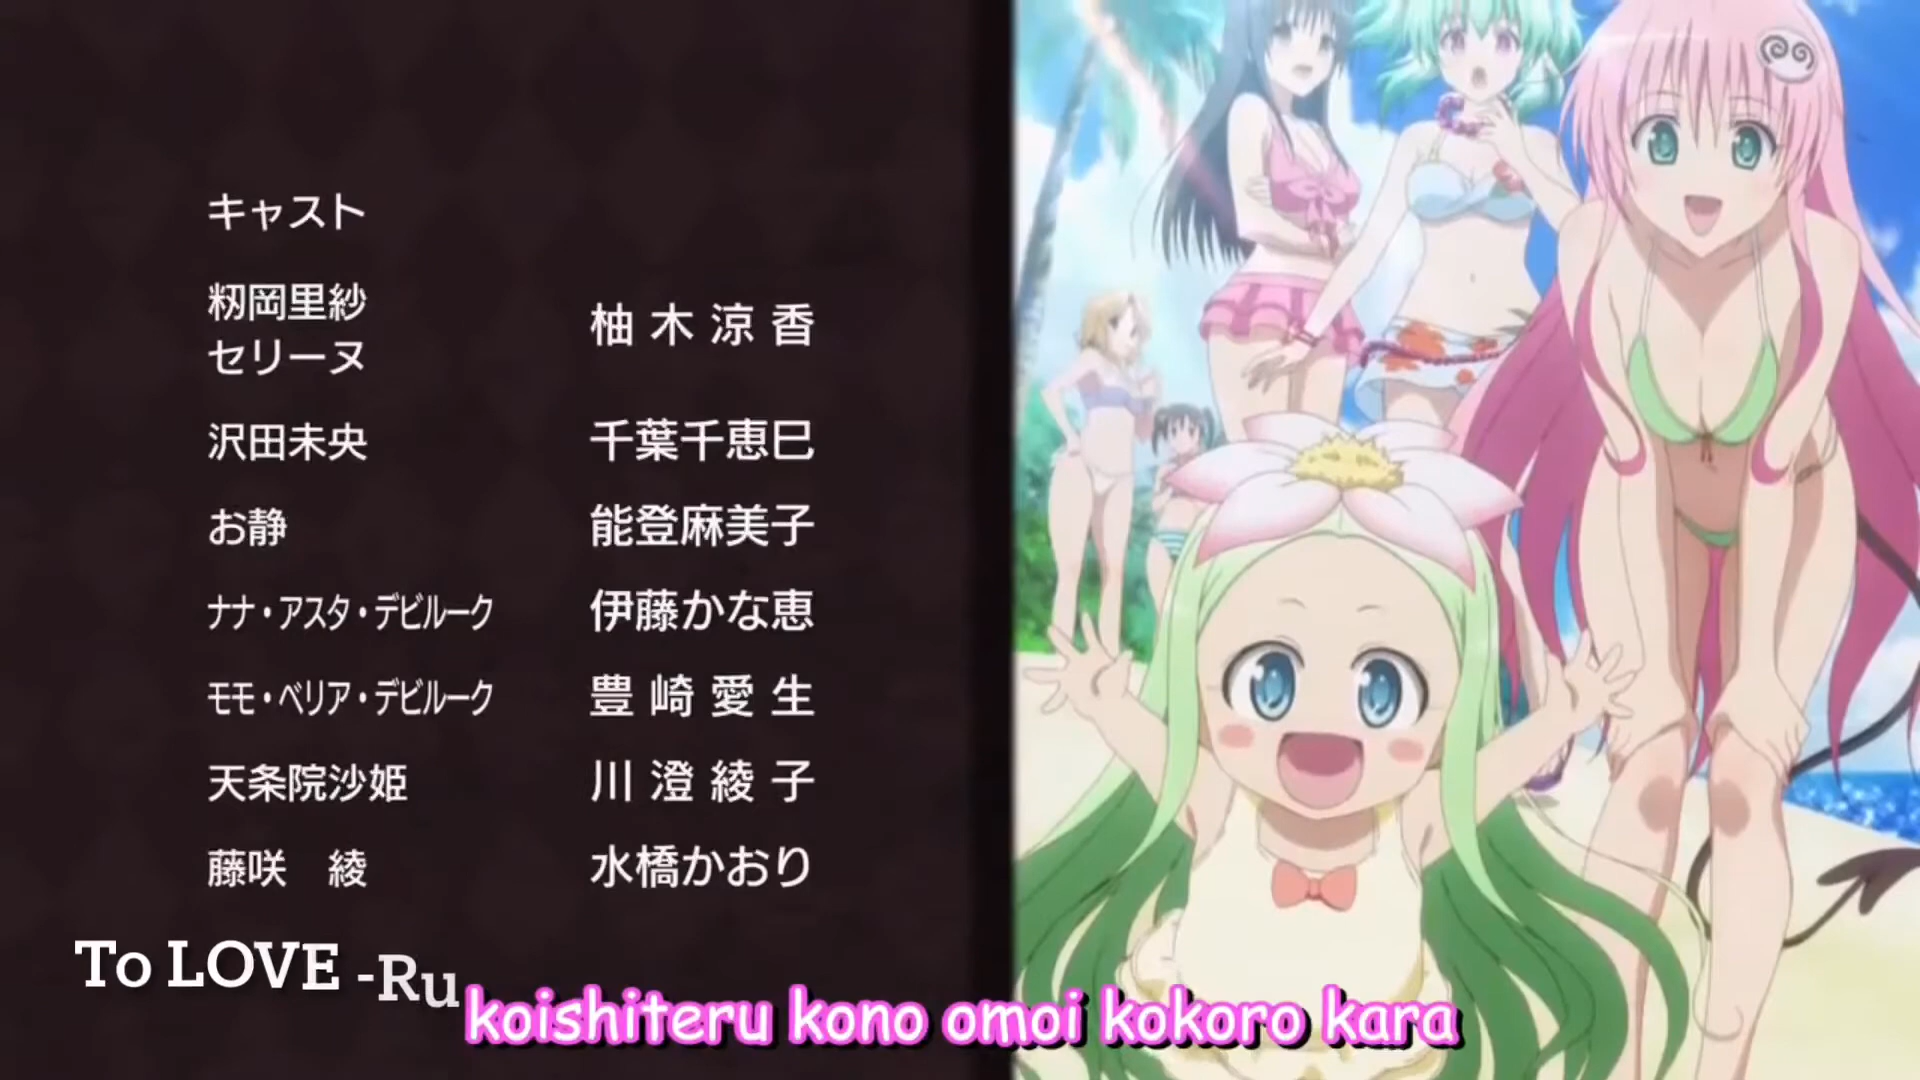 キャスト
籾岡里紗
セリーヌ
柚木涼香
沢田未央 千葉千恵巳
お静 能登麻美子
ナナ・アスタ・デビルーク 伊藤かな恵
モモ・ベリア・デビルーク 豊崎愛生
天条院沙姫 川澄綾子
藤咲 綾 水橋かおり
To LOVE -Ru
koishiteru kono omoi kokoro kara